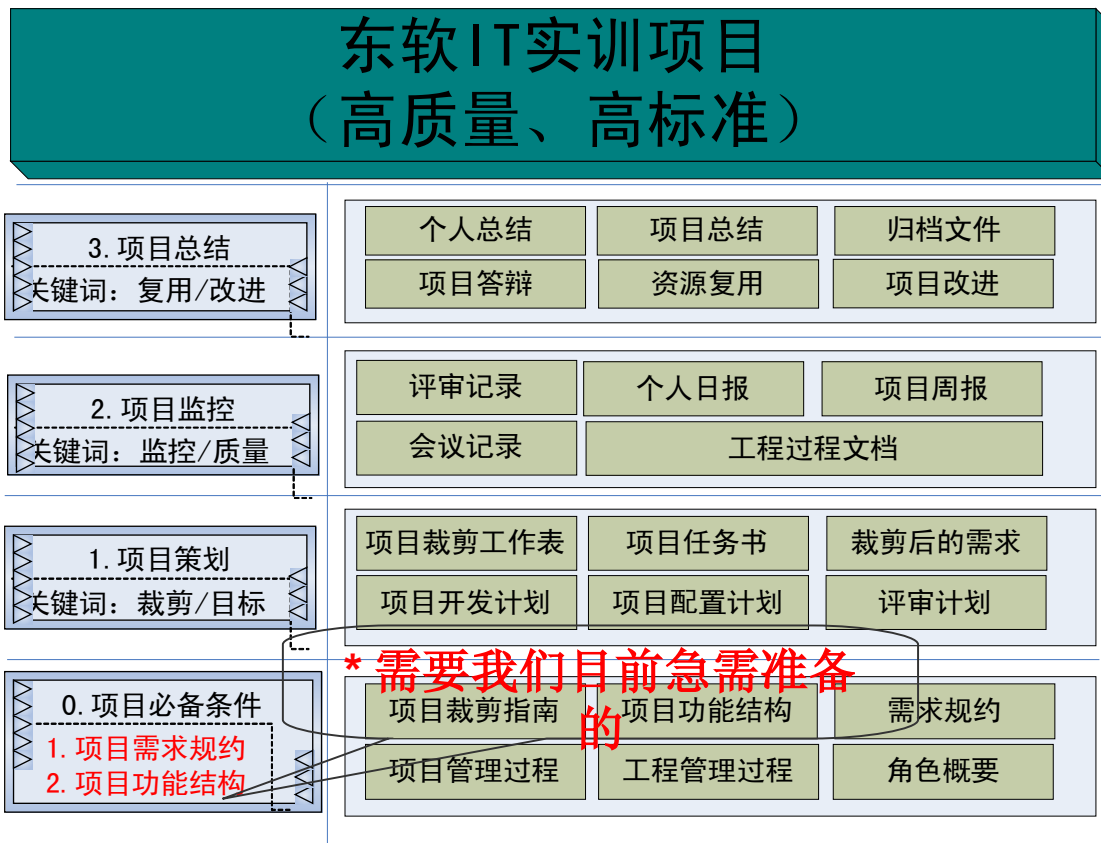 东软IT实训项目
（高质量、高标准）
3.项目总结
关键词：复用/改进
个人总结
项目总结
归档文件
项目答辩
资源复用
项目改进
2.项目监控
关键词：监控/质量
评审记录
个人日报
项目周报
会议记录
工程过程文档
1.项目策划
关键词：裁剪/目标
项目裁剪工作表
项目任务书
裁剪后的需求
项目开发计划
项目配置计划
评审计划
*需要我们目前急需准备
的
0.项目必备条件
1.项目需求规约
2.项目功能结构
项目裁剪指南
项目功能结构
需求规约
项目管理过程
工程管理过程
角色概要